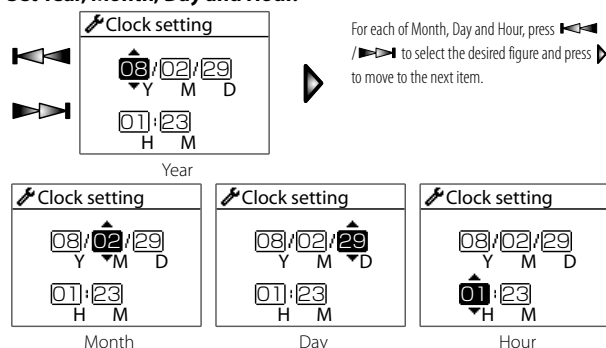 Set Year, Month, Day and Hour.
Clock setting
08/02/29
Y M D
01:23
H M
Year
For each of Month, Day and Hour, press
/ to select the desired figure and press
to move to the next item.
Clock setting
08/02/29
Y M D
01:23
H M
Month
Clock setting
08/02/29
Y M D
01:23
H M
Day
Clock setting
08/02/29
Y M D
01:23
H M
Hour